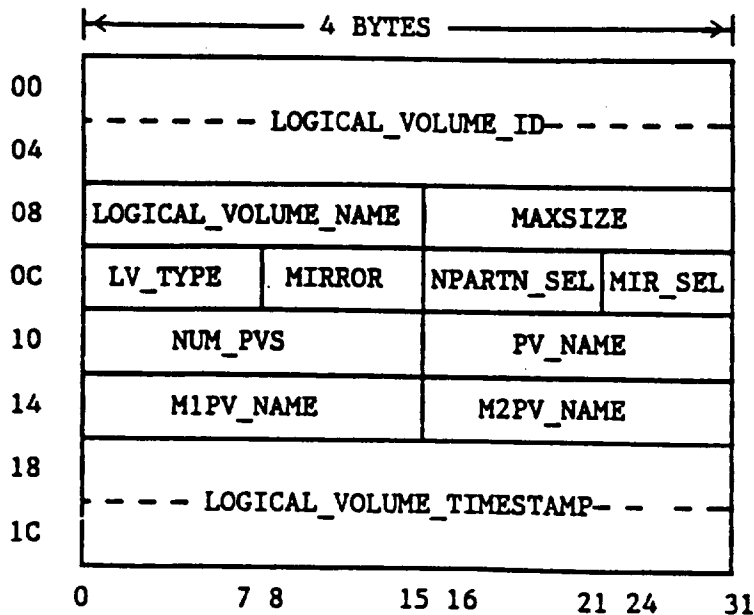 4 BYTES
00
LOGICAL_VOLUME_ID
04
08 LOGICAL_VOLUME_NAME MAXSIZE
0C LV_TYPE MIRROR NPARTN_SEL MIR_SEL
10 NUM_PVS PV_NAME
14 M1PV_NAME M2PV_NAME
18
LOGICAL_VOLUME_TIMESTAMP
1C
0 7 8 15 16 21 24 31